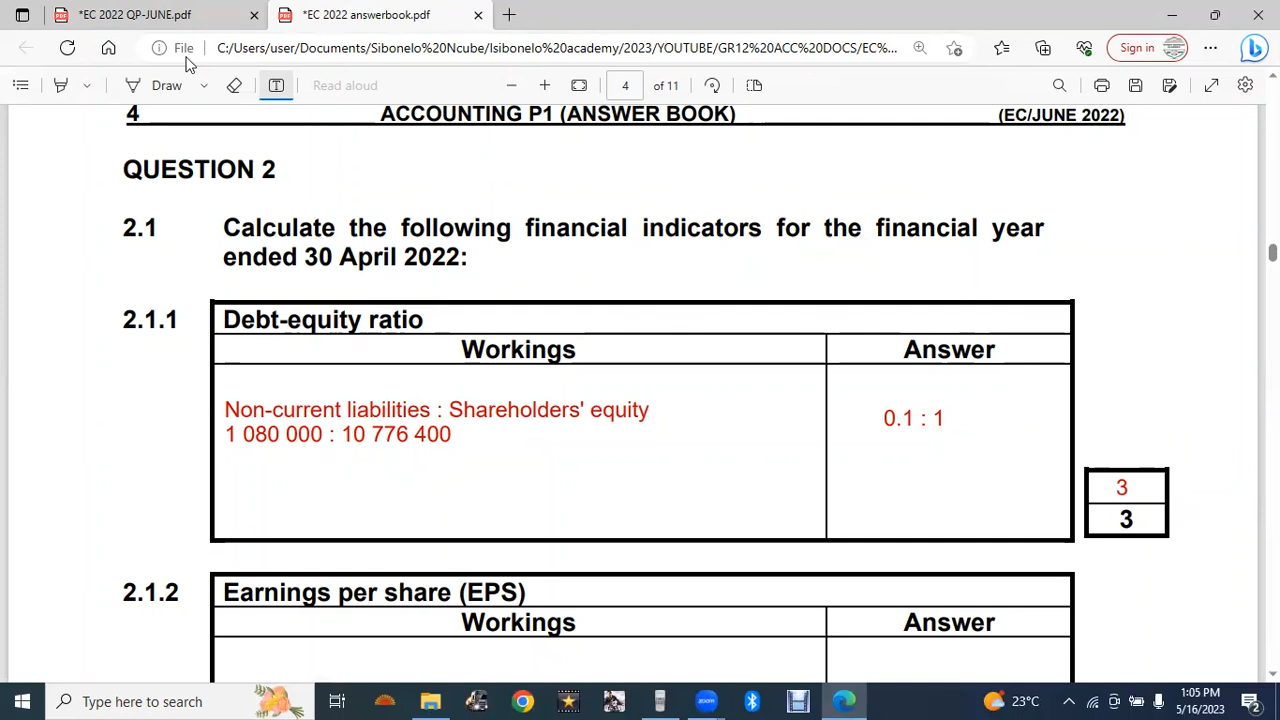 *EC 2022 QP-JUNE.pdf
*EC 2022 answerbook.pdf
File
C:/Users/user/Documents/Sibonelo%20Ncube/Isibonelo%20academy/2023/YOUTUBE/GR12%20ACC%20DOCS/EC%...
Sign in
Draw
Read aloud
4
of 11
4 ACCOUNTING P1 (ANSWER BOOK) (EC/JUNE 2022)
QUESTION 2
2.1 Calculate the following financial indicators for the financial year
ended 30 April 2022:
2.1.1 Debt-equity ratio
Workings Answer
Non-current liabilities : Shareholders' equity
1 080 000 : 10 776 400
0.1 : 1
3
3
2.1.2 Earnings per share (EPS)
Workings Answer
Type here to search
23°C
1:05 PM
5/16/2023
2